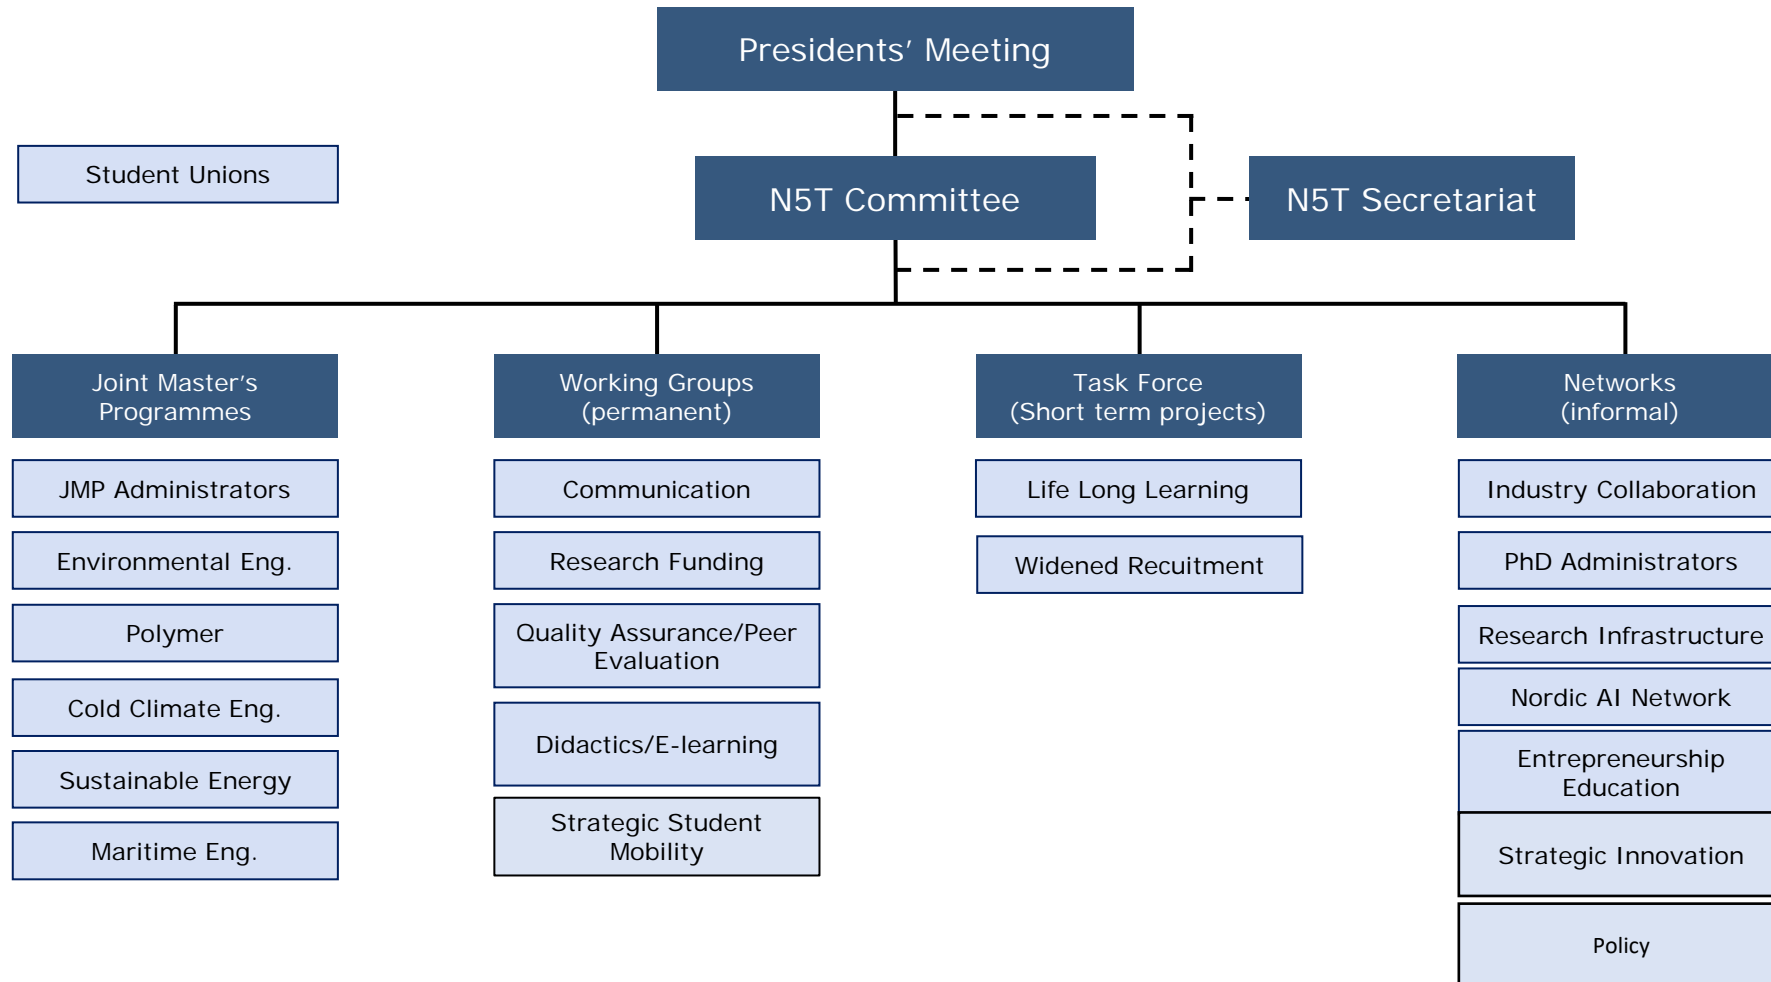 Presidents’ Meeting
Student Unions
N5T Committee
N5T Secretariat
Joint Master’s
Programmes
JMP Administrators
Environmental Eng.
Polymer
Cold Climate Eng.
Sustainable Energy
Maritime Eng.
Working Groups
(permanent)
Communication
Research Funding
Quality Assurance/Peer
Evaluation
Didactics/E-learning
Strategic Student
Mobility
Task Force
(Short term projects)
Life Long Learning
Widened Recuitment
Networks
(informal)
Industry Collaboration
PhD Administrators
Research Infrastructure
Nordic AI Network
Entrepreneurship
Education
Strategic Innovation
Policy